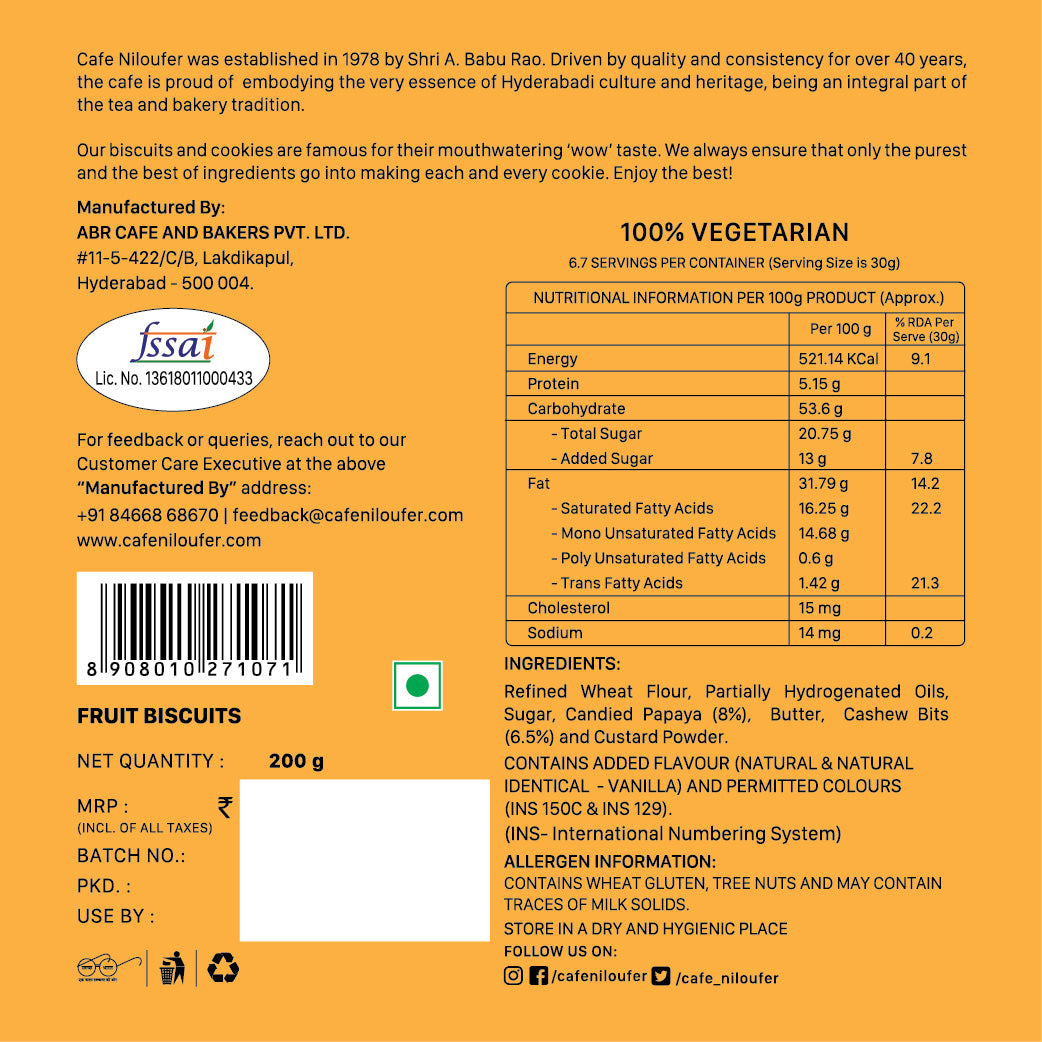 Cafe Niloufer was established in 1978 by Shri A. Babu Rao. Driven by quality and consistency for over 40 years,
the cafe is proud of embodying the very essence of Hyderabadi culture and heritage, being an integral part of
the tea and bakery tradition.
Our biscuits and cookies are famous for their mouthwatering ‘wow’ taste. We always ensure that only the purest
and the best of ingredients go into making each and every cookie. Enjoy the best!
Manufactured By:
ABR CAFE AND BAKERS PVT. LTD.
#11-5-422/C/B, Lakdikapul,
Hyderabad - 500 004.
fssai
Lic. No. 13618011000433
For feedback or queries, reach out to our
Customer Care Executive at the above
“Manufactured By” address:
+91 84668 68670 | feedback@cafeniloufer.com
www.cafeniloufer.com
8 908010 271071
FRUIT BISCUITS
NET QUANTITY : 200 g
MRP : ₹
(INCL. OF ALL TAXES)
BATCH NO.:
PKD. :
USE BY :
100% VEGETARIAN
6.7 SERVINGS PER CONTAINER (Serving Size is 30g)
NUTRITIONAL INFORMATION PER 100g PRODUCT (Approx.)
Per 100 g % RDA Per
Serve (30g)
Energy 521.14 KCal 9.1
Protein 5.15 g
Carbohydrate 53.6 g
- Total Sugar 20.75 g
- Added Sugar 13 g 7.8
Fat 31.79 g 14.2
- Saturated Fatty Acids 16.25 g 22.2
- Mono Unsaturated Fatty Acids 14.68 g
- Poly Unsaturated Fatty Acids 0.6 g
- Trans Fatty Acids 1.42 g 21.3
Cholesterol 15 mg
Sodium 14 mg 0.2
INGREDIENTS:
Refined Wheat Flour, Partially Hydrogenated Oils,
Sugar, Candied Papaya (8%), Butter, Cashew Bits
(6.5%) and Custard Powder.
CONTAINS ADDED FLAVOUR (NATURAL & NATURAL
IDENTICAL - VANILLA) AND PERMITTED COLOURS
(INS 150C & INS 129).
(INS- International Numbering System)
ALLERGEN INFORMATION:
CONTAINS WHEAT GLUTEN, TREE NUTS AND MAY CONTAIN
TRACES OF MILK SOLIDS.
STORE IN A DRY AND HYGIENIC PLACE
FOLLOW US ON:
/cafeniloufer /cafe_niloufer